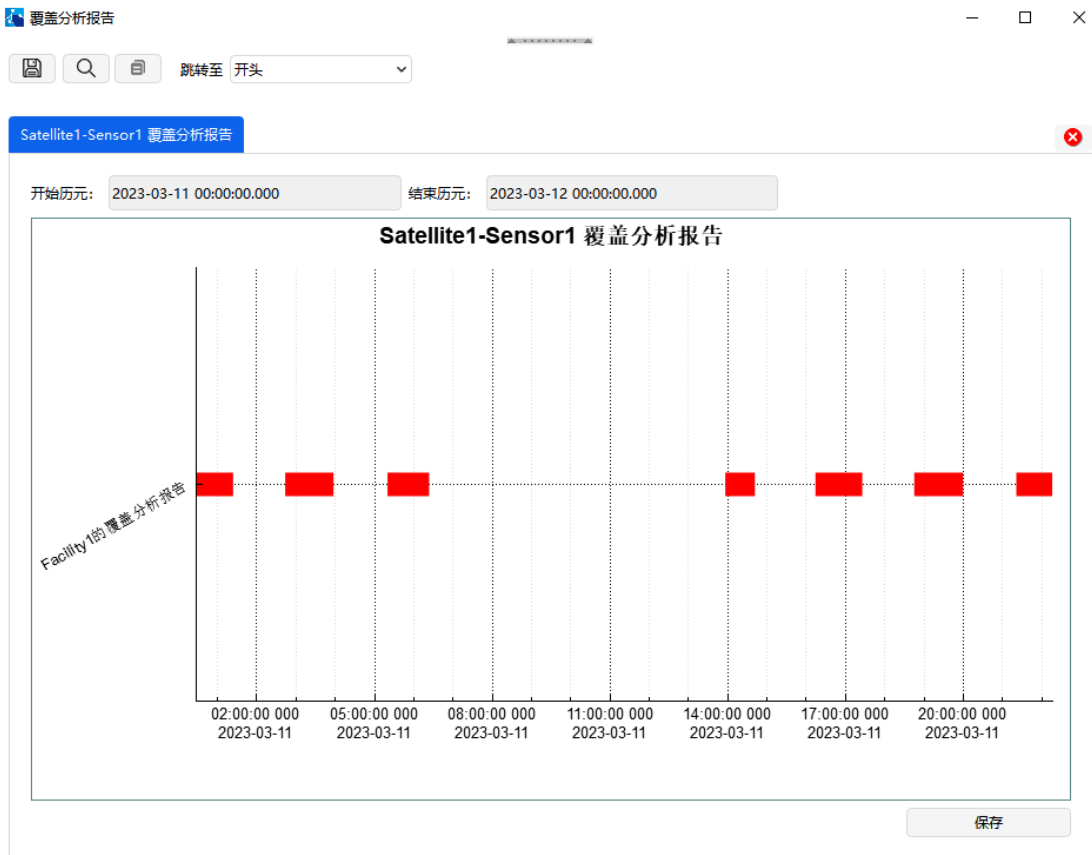 覆盖分析报告
跳转至 开头
Satellite1-Sensor1 覆盖分析报告
开始历元: 2023-03-11 00:00:00.000 结束历元: 2023-03-12 00:00:00.000
Satellite1-Sensor1 覆盖分析报告
Facility1的覆盖分析报告
02:00:00 000 05:00:00 000 08:00:00 000 11:00:00 000 14:00:00 000 17:00:00 000 20:00:00 000
2023-03-11 2023-03-11 2023-03-11 2023-03-11 2023-03-11 2023-03-11 2023-03-11
保存